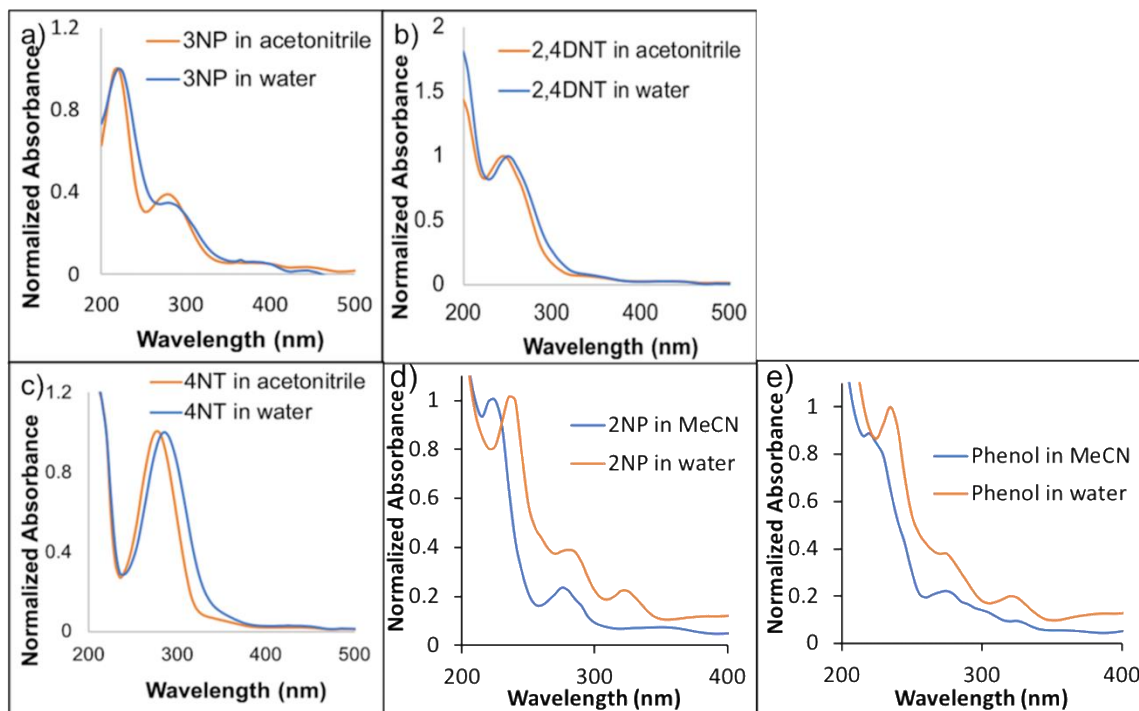 a)
3NP in acetonitrile
3NP in water
Normalized Absorbance
1.2
0.8
0.4
0
200
300
400
500
Wavelength (nm)
b)
2,4DNT in acetonitrile
2,4DNT in water
Normalized Absorbance
2
1.5
1
0.5
0
200
300
400
500
Wavelength (nm)
c)
4NT in acetonitrile
4NT in water
Normalized Absorbance
1.2
0.8
0.4
0
200
300
400
500
Wavelength (nm)
d)
2NP in MeCN
2NP in water
Normalized Absorbance
1
0.8
0.6
0.4
0.2
0
200
300
400
Wavelength (nm)
e)
Phenol in MeCN
Phenol in water
Normalized Absorbance
1
0.8
0.6
0.4
0.2
0
200
300
400
Wavelength (nm)